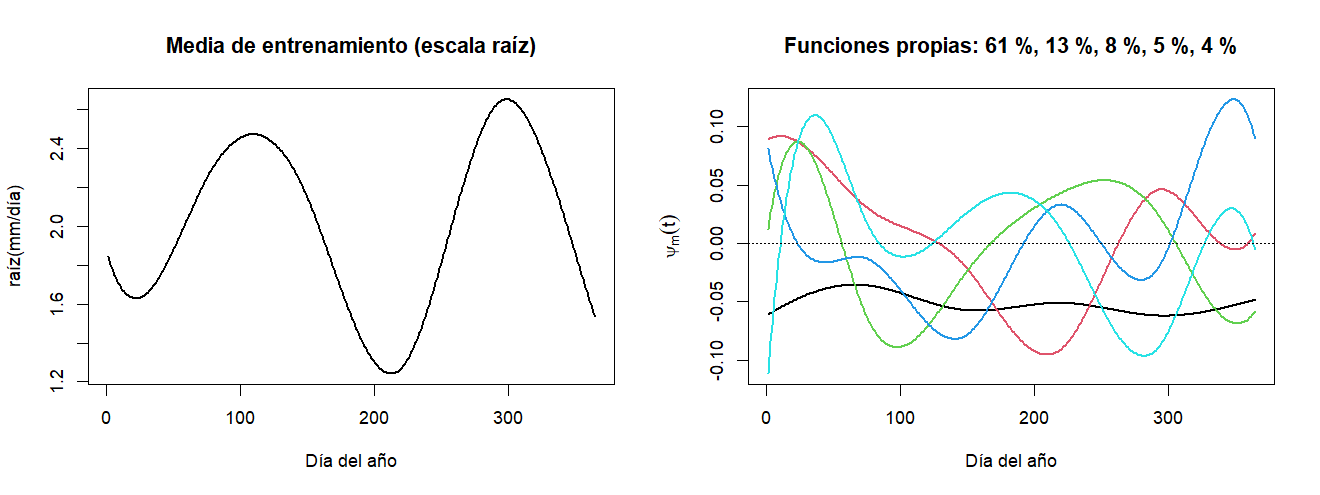 Media de entrenamiento (escala raíz)
raíz(mm/día)
2.4
2.0
1.6
1.2
0
100
200
300
Día del año
Funciones propias: 61 %, 13 %, 8 %, 5 %, 4 %
ψm(t)
0.10
0.05
0.00
-0.05
-0.10
0
100
200
300
Día del año